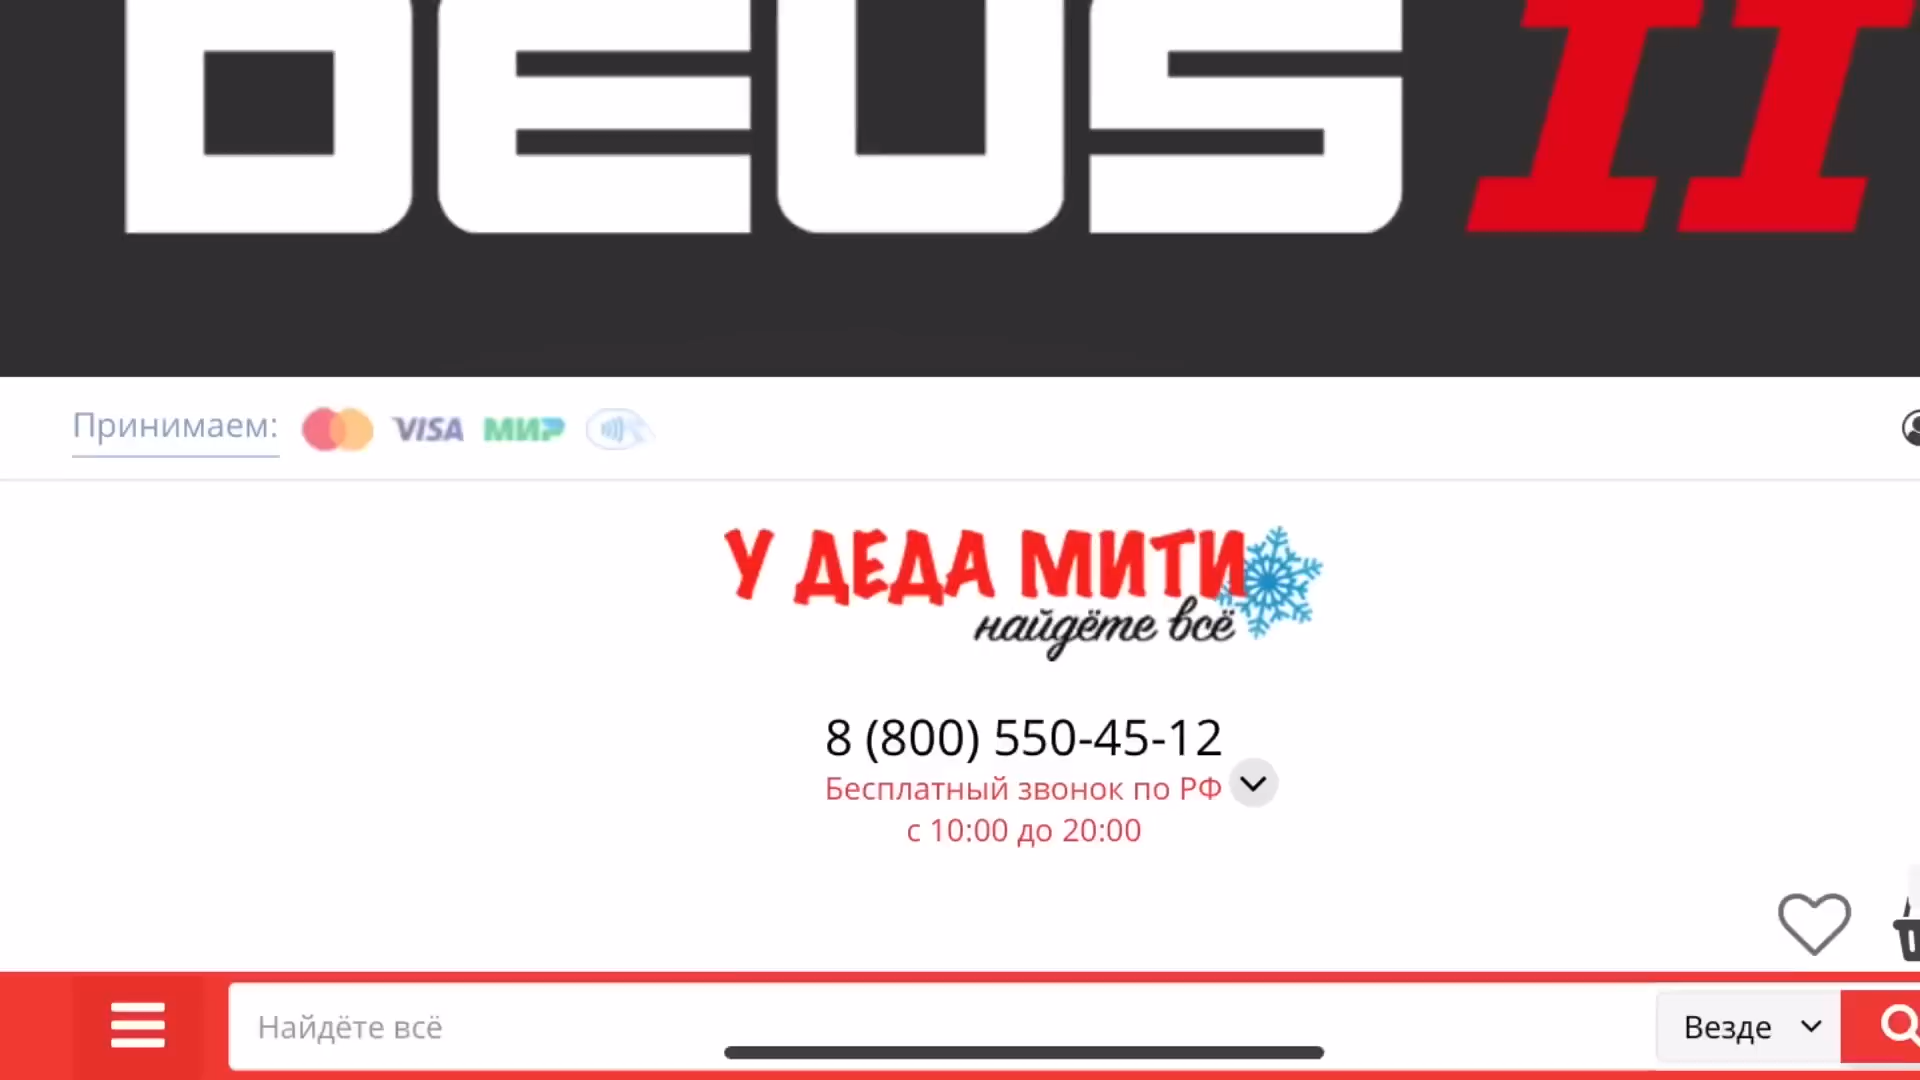 DEUS II
Принимаем: VISA МИР
У ДЕДА МИТИ
найдёте всё
8 (800) 550-45-12
Бесплатный звонок по РФ
с 10:00 до 20:00
Найдёте всё Везде